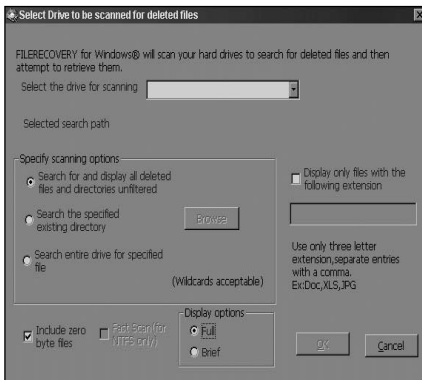 Select Drive to be scanned for deleted files
FILERECOVERY for Windows® will scan your hard drives to search for deleted files and then
attempt to retrieve them.
Select the drive for scanning
Selected search path
Specify scanning options
Search for and display all deleted
files and directories unfiltered
Search the specified
existing directory
Browse
Search entire drive for specified
file
(Wildcards acceptable)
Display only files with the
following extension
Use only three letter
extension,separate entries
with a comma.
Ex:Doc,XLS,JPG
Include zero
byte files
Fast Scan(for
NTFS only)
Display options
Full
Brief
OK
Cancel